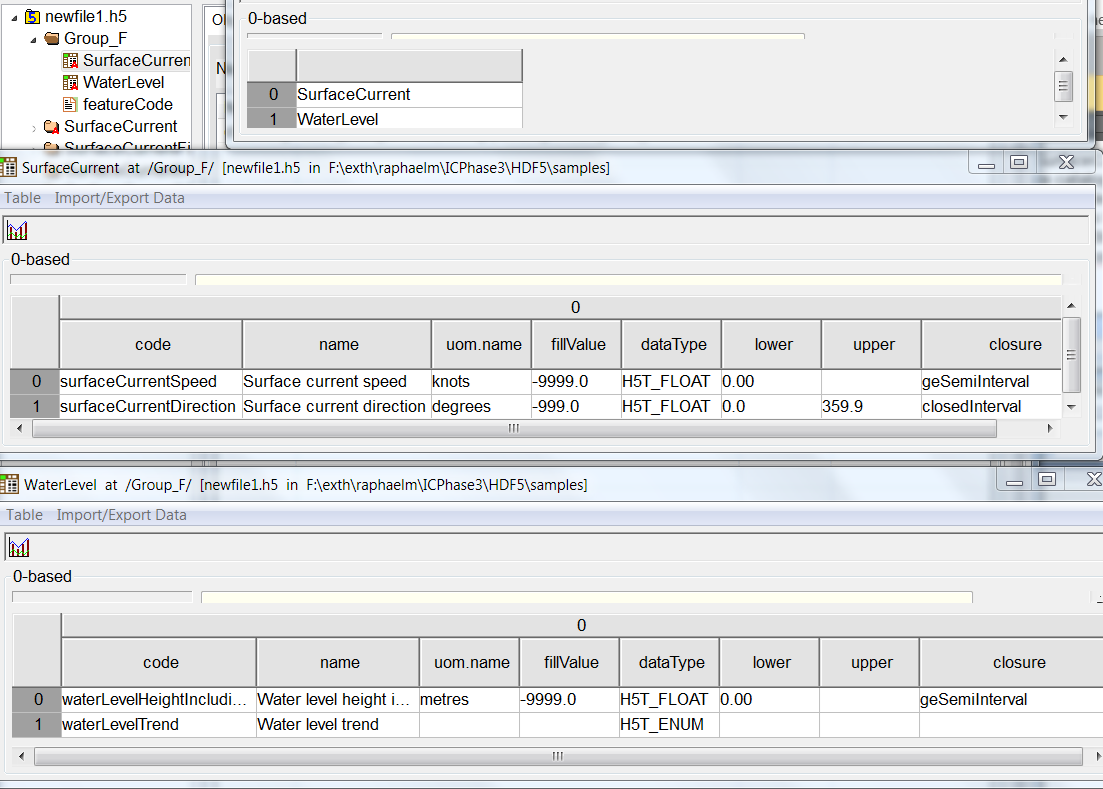 newfile1.h5
Group_F
SurfaceCurren
WaterLevel
featureCode
SurfaceCurrent
0-based
0 SurfaceCurrent
1 WaterLevel
SurfaceCurrent at /Group_F/ [newfile1.h5 in F:\exth\raphaelm\ICPhase3\HDF5\samples]
Table Import/Export Data
0-based
0
code name uom.name fillValue dataType lower upper closure
0 surfaceCurrentSpeed Surface current speed knots -9999.0 H5T_FLOAT 0.00 geSemiInterval
1 surfaceCurrentDirection Surface current direction degrees -999.0 H5T_FLOAT 0.0 359.9 closedInterval
WaterLevel at /Group_F/ [newfile1.h5 in F:\exth\raphaelm\ICPhase3\HDF5\samples]
Table Import/Export Data
0-based
0
code name uom.name fillValue dataType lower upper closure
0 waterLevelHeightIncludi... Water level height i... metres -9999.0 H5T_FLOAT 0.00 geSemiInterval
1 waterLevelTrend Water level trend H5T_ENUM